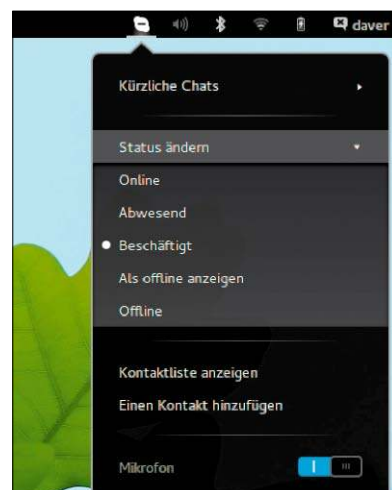 daver
Kürzliche Chats
Status ändern
Online
Abwesend
Beschäftigt
Als offline anzeigen
Offline
Kontaktliste anzeigen
Einen Kontakt hinzufügen
Mikrofon